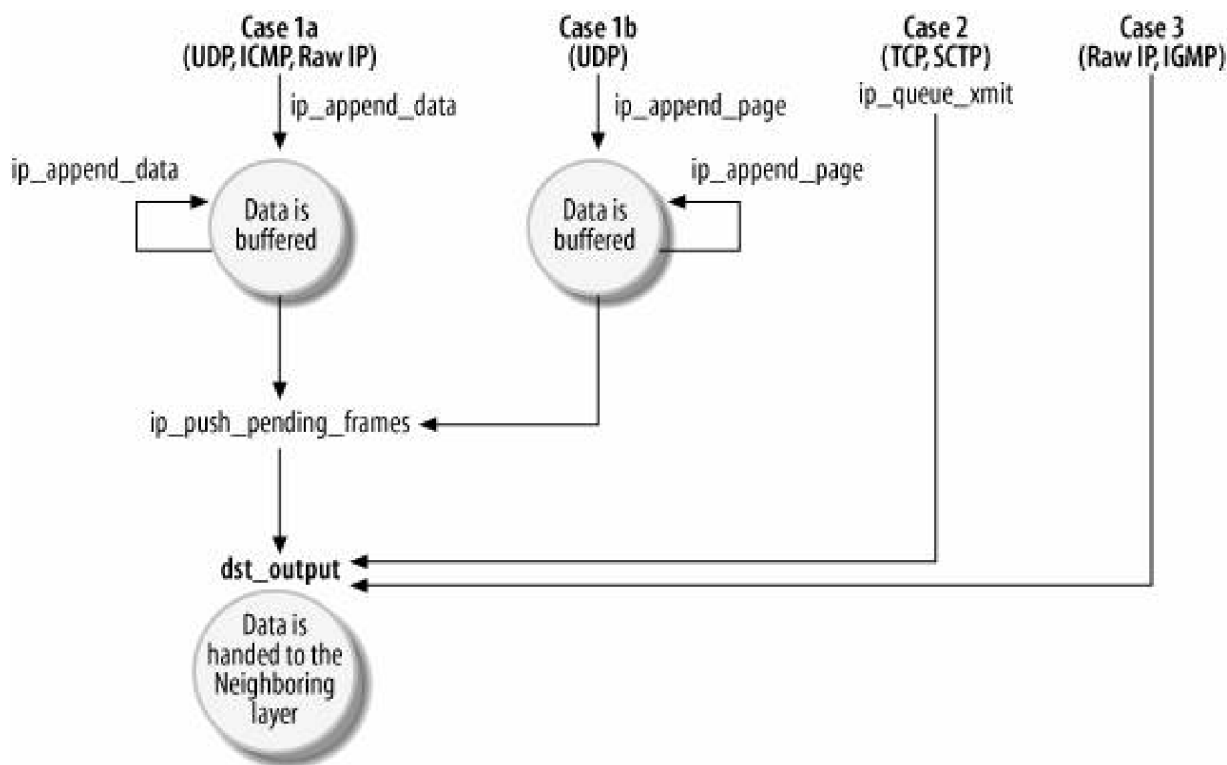 Case 1a
(UDP, ICMP, Raw IP)
Case 1b
(UDP)
Case 2
(TCP, SCTP)
ip_queue_xmit
Case 3
(Raw IP, IGMP)
ip_append_data
ip_append_page
ip_append_data
ip_append_page
Data is
buffered
Data is
buffered
ip_push_pending_frames
dst_output
Data is
handed to the
Neighboring
layer